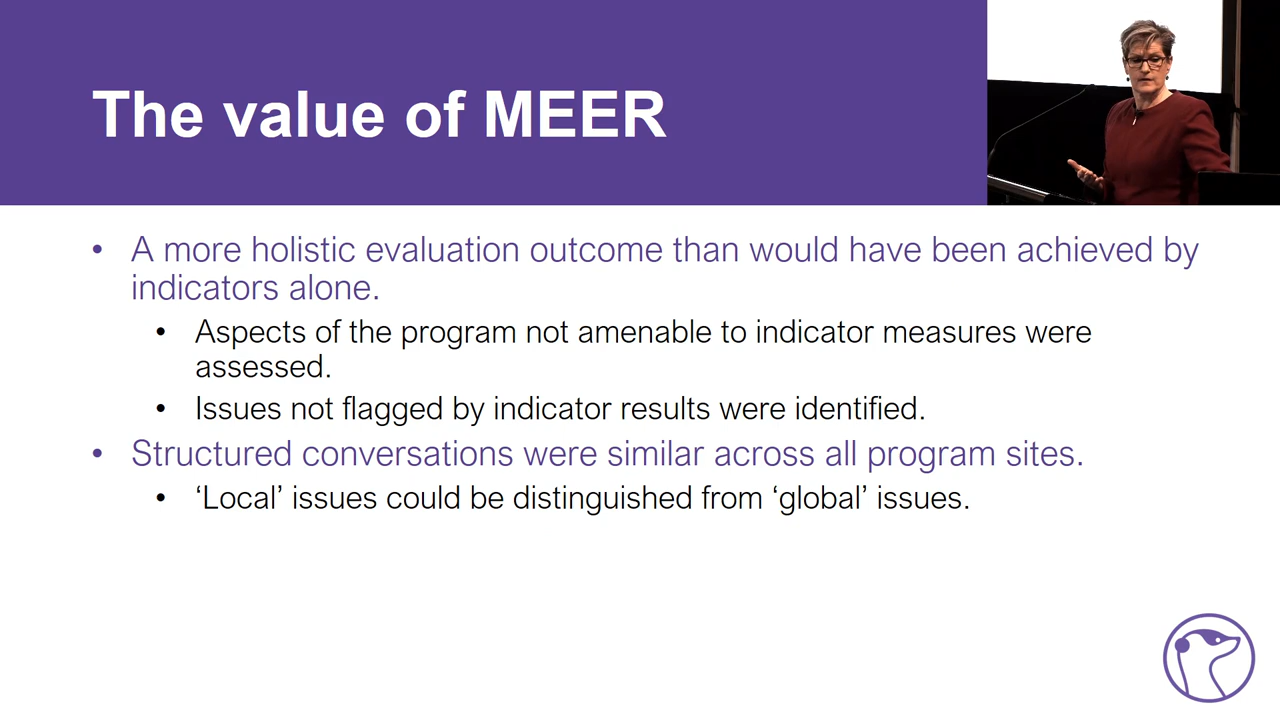 The value of MEER
• A more holistic evaluation outcome than would have been achieved by
indicators alone.
• Aspects of the program not amenable to indicator measures were
assessed.
• Issues not flagged by indicator results were identified.
• Structured conversations were similar across all program sites.
• ‘Local’ issues could be distinguished from ‘global’ issues.